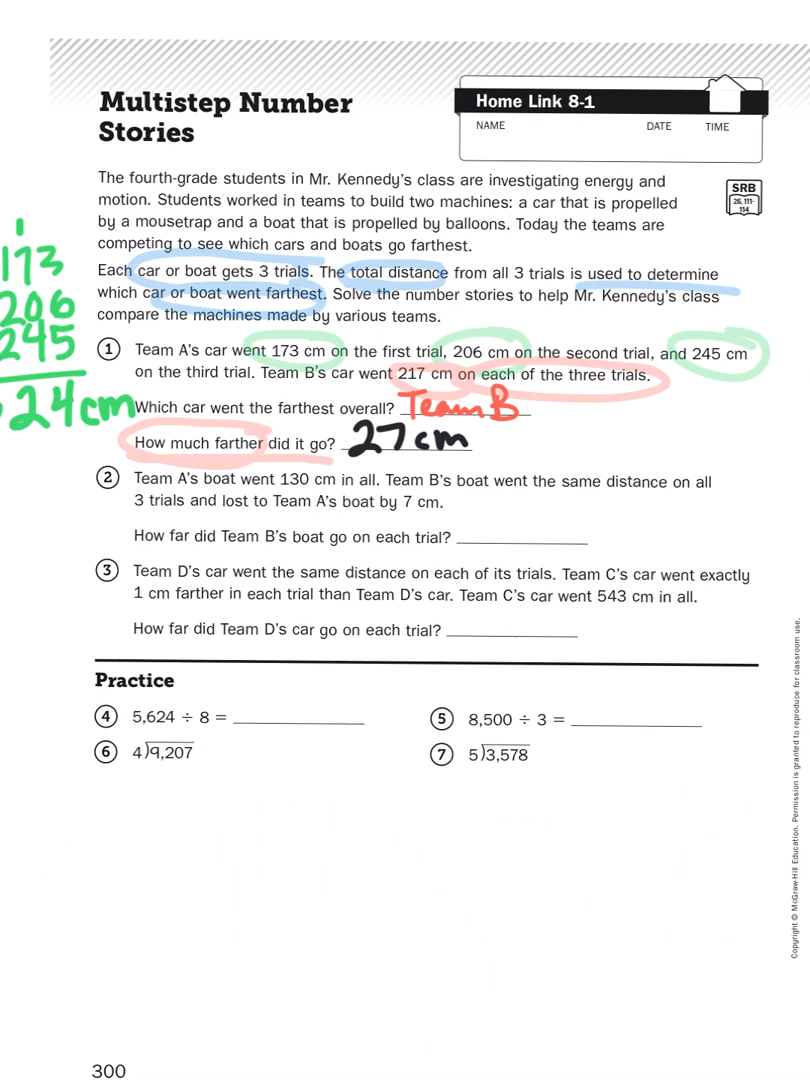 Multistep Number
Stories
Home Link 8-1
NAME DATE TIME
The fourth-grade students in Mr. Kennedy's class are investigating energy and
motion. Students worked in teams to build two machines: a car that is propelled
by a mousetrap and a boat that is propelled by balloons. Today the teams are
competing to see which cars and boats go farthest.
SRB
26, 111-
114
Each car or boat gets 3 trials. The total distance from all 3 trials is used to determine
which car or boat went farthest. Solve the number stories to help Mr. Kennedy's class
compare the machines made by various teams.
1
173
206
245
24 cm
1 Team A's car went 173 cm on the first trial, 206 cm on the second trial, and 245 cm
on the third trial. Team B's car went 217 cm on each of the three trials.
Which car went the farthest overall? Team B
How much farther did it go? 27 cm
2 Team A's boat went 130 cm in all. Team B's boat went the same distance on all
3 trials and lost to Team A's boat by 7 cm.
How far did Team B's boat go on each trial?
3 Team D's car went the same distance on each of its trials. Team C's car went exactly
1 cm farther in each trial than Team D's car. Team C's car went 543 cm in all.
How far did Team D's car go on each trial?
Practice
4 5,624 ÷ 8 =
5 8,500 ÷ 3 =
6 4)9,207
7 5)3,578
Copyright © McGraw-Hill Education. Permission is granted to reproduce for classroom use.
300